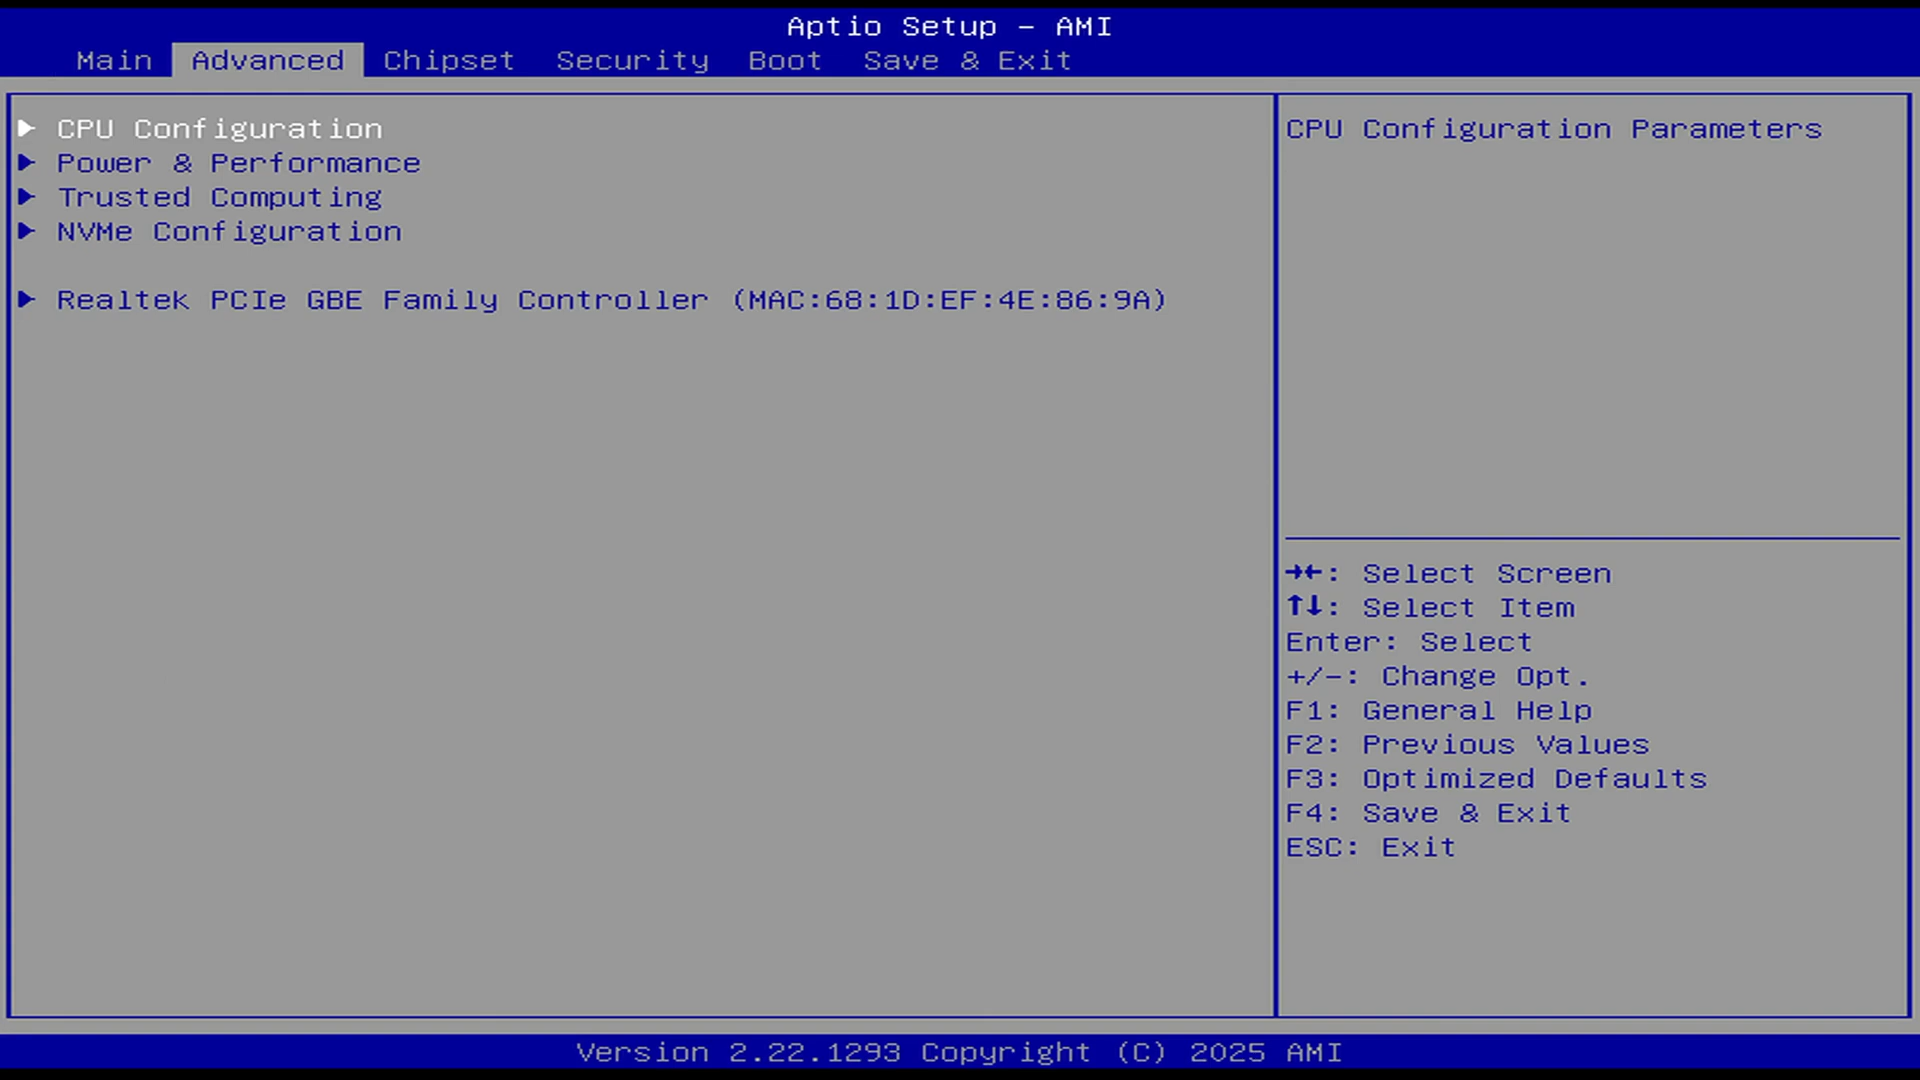 Aptio Setup – AMI
Main Advanced Chipset Security Boot Save & Exit
► CPU Configuration
► Power & Performance
► Trusted Computing
► NVMe Configuration
► Realtek PCIe GBE Family Controller (MAC:68:1D:EF:4E:86:9A)
CPU Configuration Parameters
→←: Select Screen
↑↓: Select Item
Enter: Select
+/-: Change Opt.
F1: General Help
F2: Previous Values
F3: Optimized Defaults
F4: Save & Exit
ESC: Exit
Version 2.22.1293 Copyright (C) 2025 AMI